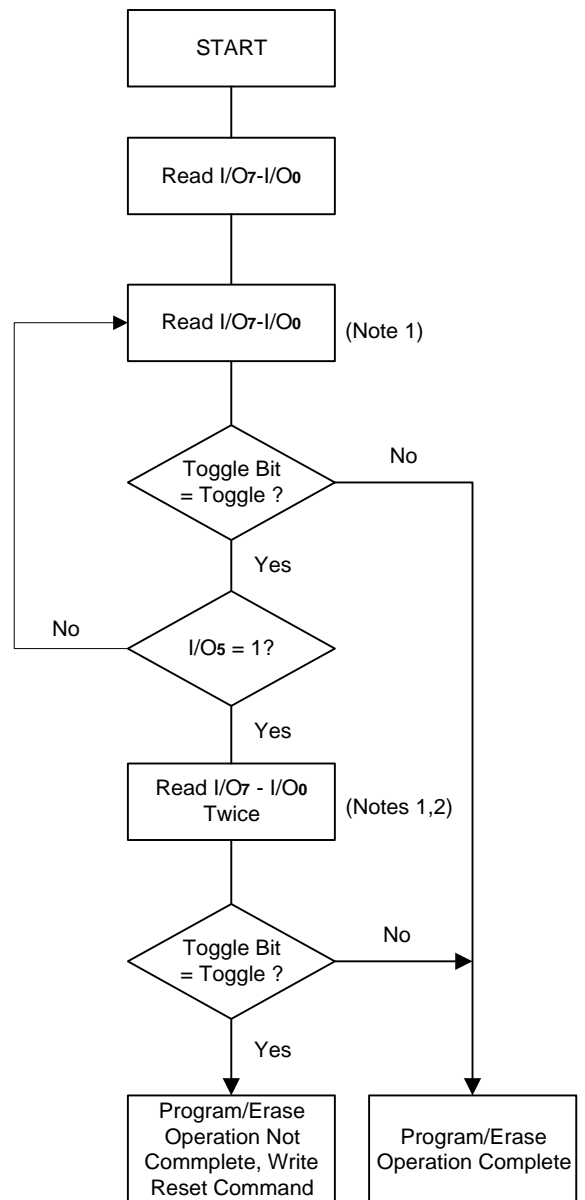 START
Read I/O7-I/O0
Read I/O7-I/O0
(Note 1)
Toggle Bit
= Toggle ?
No
Yes
No
I/O5 = 1?
Yes
Read I/O7 - I/O0
Twice
(Notes 1,2)
Toggle Bit
= Toggle ?
No
Yes
Program/Erase
Operation Not
Commplete, Write
Reset Command
Program/Erase
Operation Complete